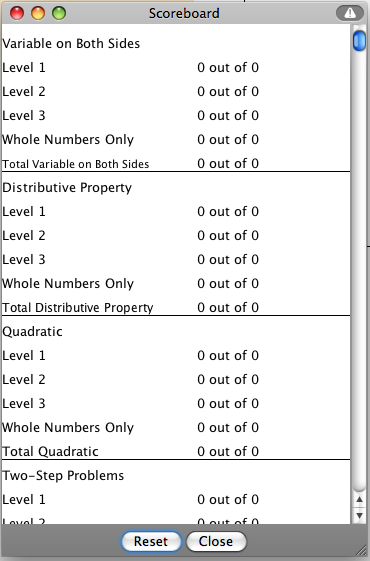 Scoreboard
Variable on Both Sides
Level 1 0 out of 0
Level 2 0 out of 0
Level 3 0 out of 0
Whole Numbers Only 0 out of 0
Total Variable on Both Sides 0 out of 0
Distributive Property
Level 1 0 out of 0
Level 2 0 out of 0
Level 3 0 out of 0
Whole Numbers Only 0 out of 0
Total Distributive Property 0 out of 0
Quadratic
Level 1 0 out of 0
Level 2 0 out of 0
Level 3 0 out of 0
Whole Numbers Only 0 out of 0
Total Quadratic 0 out of 0
Two-Step Problems
Level 1 0 out of 0
Level 2 0 out of 0
Reset Close